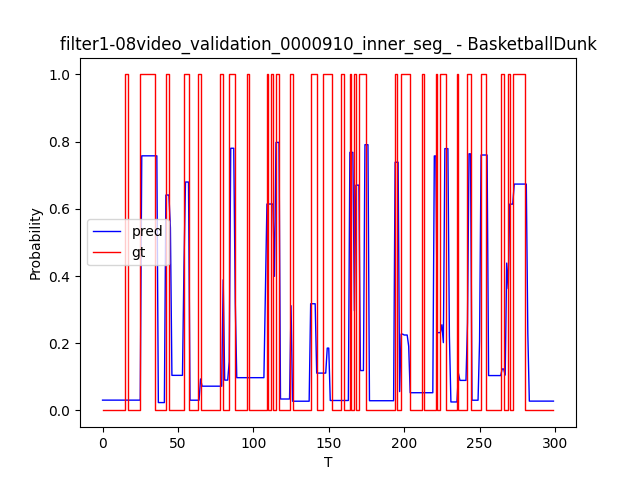 filter1-08video_validation_0000910_inner_seg_ - BasketballDunk
1.0
0.8
0.6
0.4
0.2
0.0
Probability
pred
gt
0 50 100 150 200 250 300
T